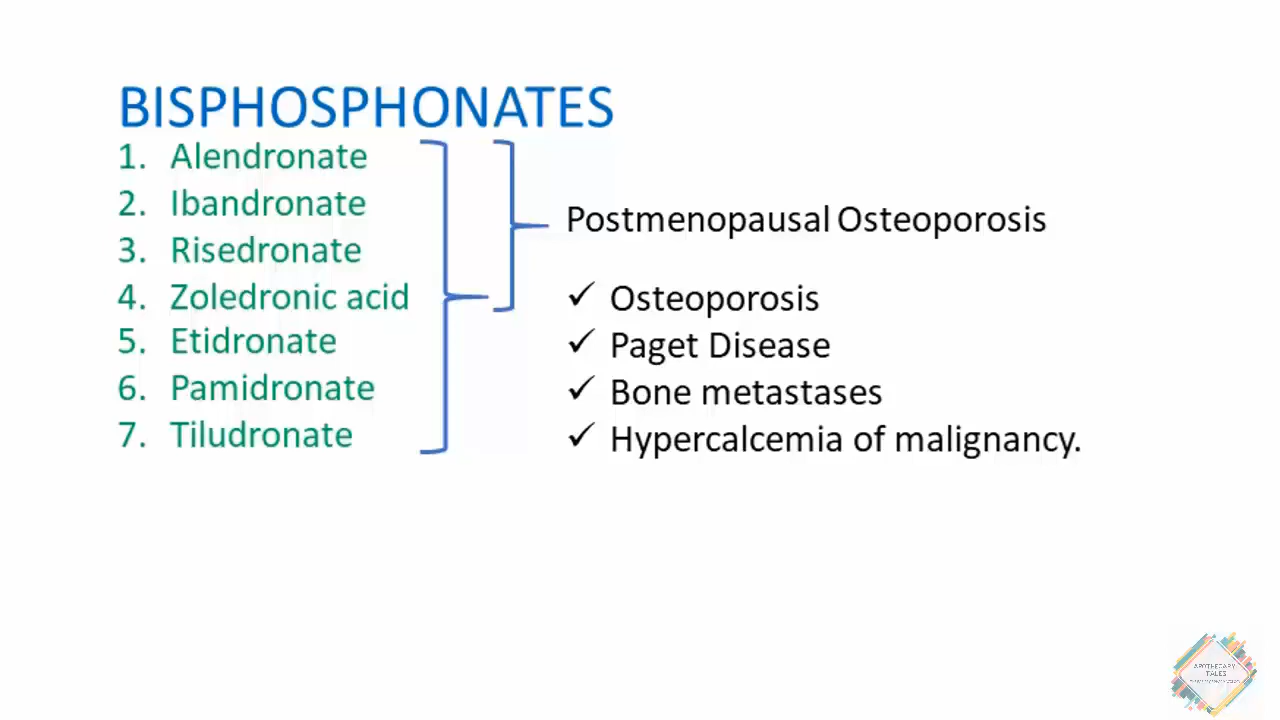 BISPHOSPHONATES
1. Alendronate
2. Ibandronate
3. Risedronate
4. Zoledronic acid
5. Etidronate
6. Pamidronate
7. Tiludronate
Postmenopausal Osteoporosis
✓ Osteoporosis
✓ Paget Disease
✓ Bone metastases
✓ Hypercalcemia of malignancy.
APOTHECARY
TALES